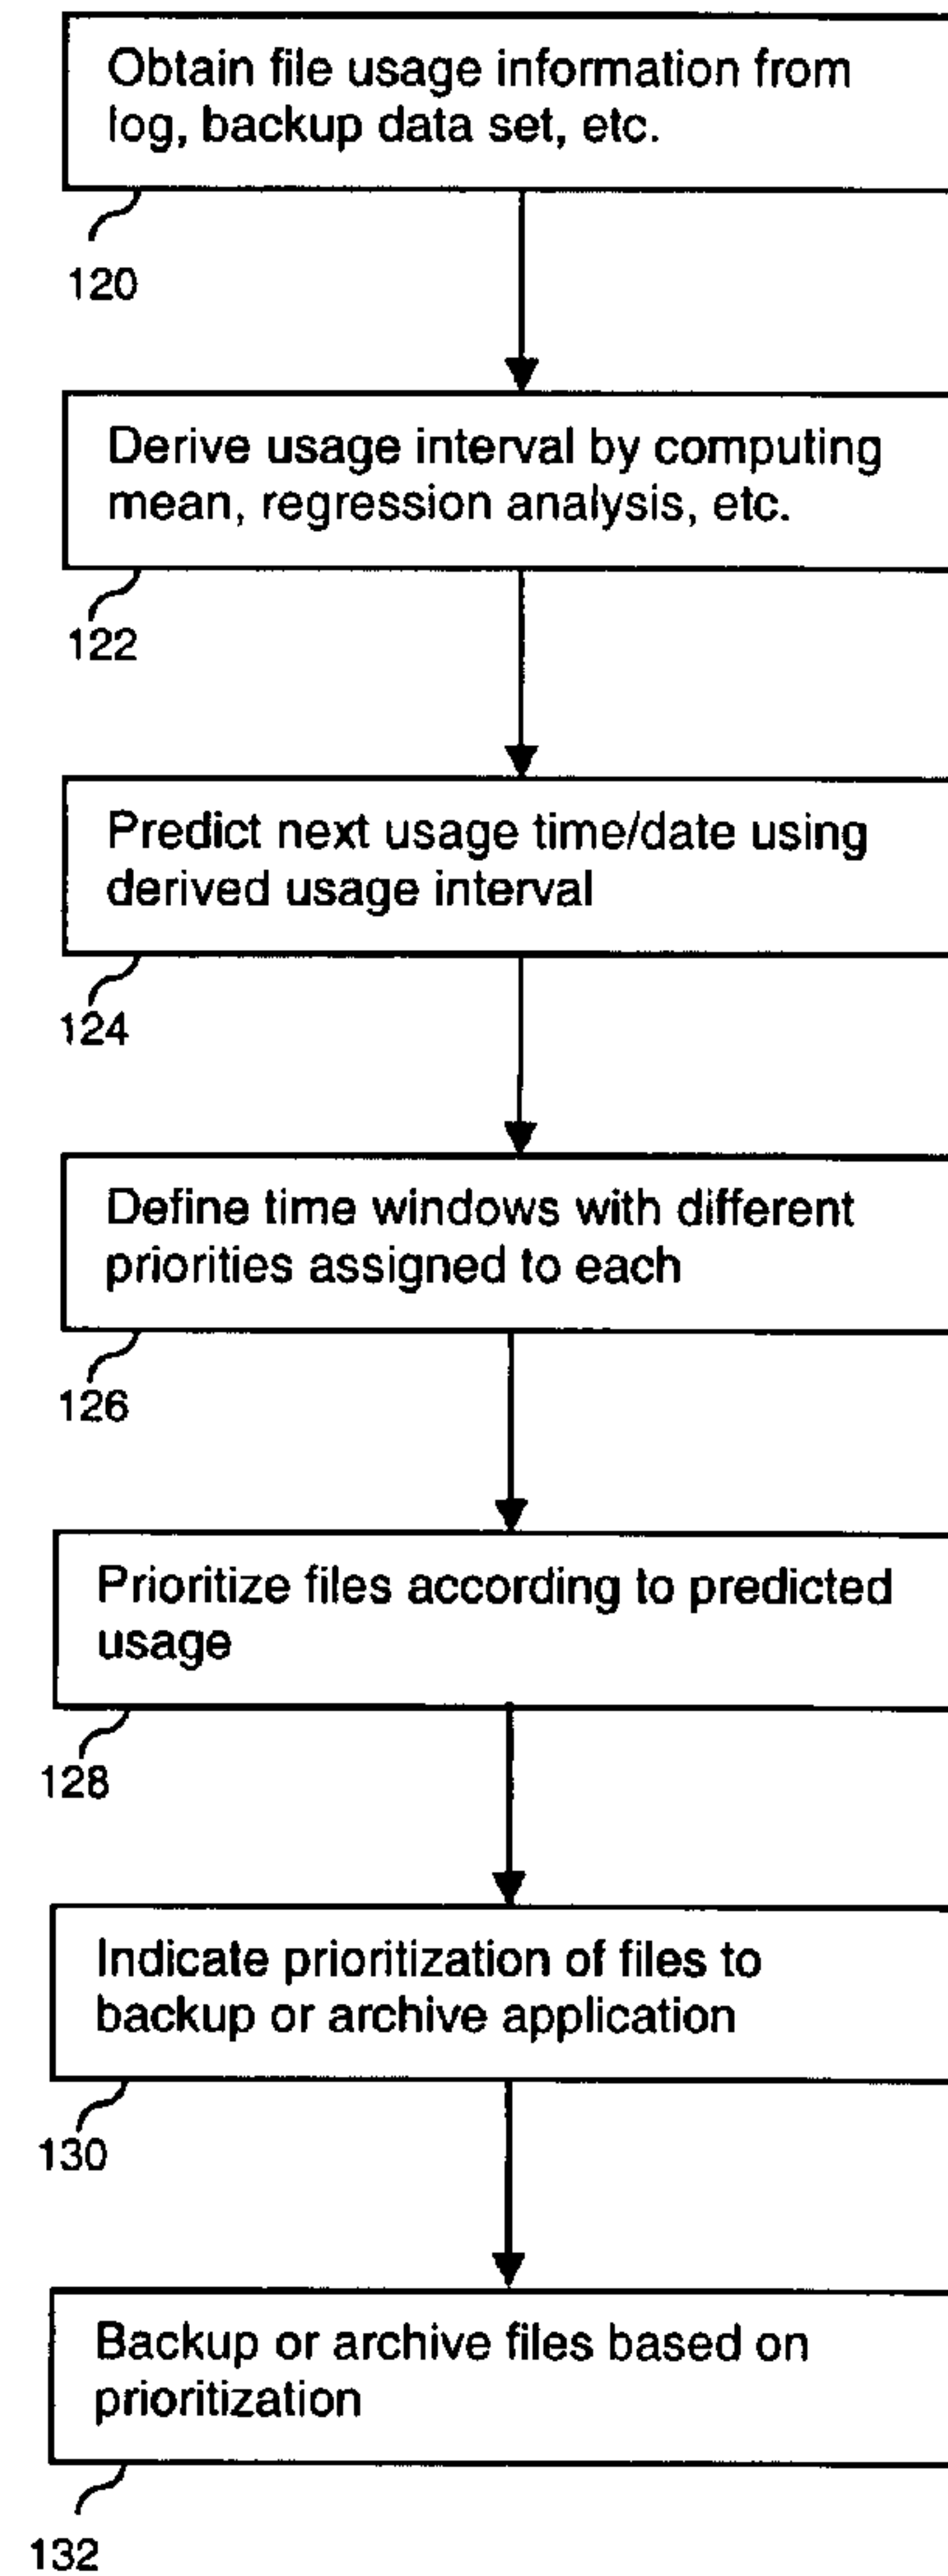 Obtain file usage information from
log, backup data set, etc.
120
Derive usage interval by computing
mean, regression analysis, etc.
122
Predict next usage time/date using
derived usage interval
124
Define time windows with different
priorities assigned to each
126
Prioritize files according to predicted
usage
128
Indicate prioritization of files to
backup or archive application
130
Backup or archive files based on
prioritization
132